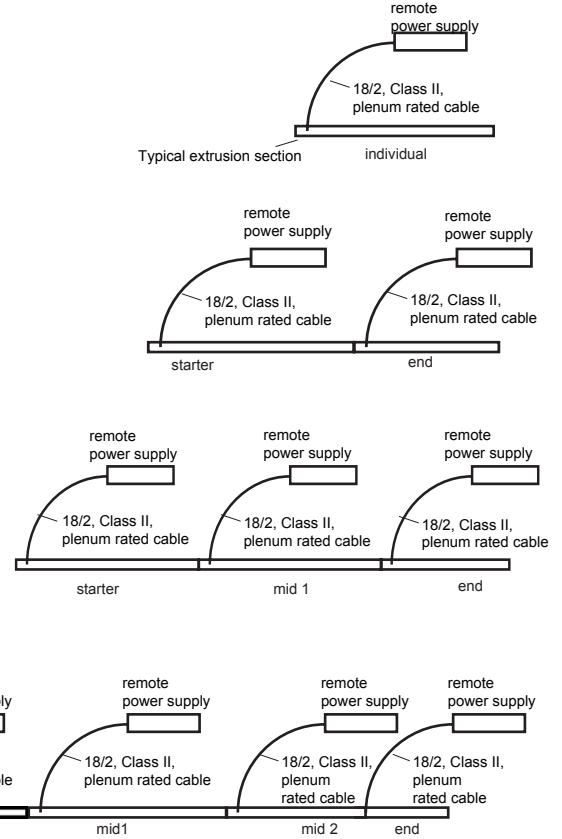 remote
power supply
18/2, Class II,
plenum rated cable
Typical extrusion section
individual
remote
power supply
remote
power supply
18/2, Class II,
plenum rated cable
18/2, Class II,
plenum rated cable
starter
end
remote
power supply
remote
power supply
remote
power supply
18/2, Class II,
plenum rated cable
18/2, Class II,
plenum rated cable
18/2, Class II,
plenum rated cable
starter
mid 1
end
remote
power supply
remote
power supply
remote
power supply
18/2, Class II,
plenum rated cable
18/2, Class II,
plenum
rated cable
18/2, Class II,
plenum
rated cable
mid1
mid 2
end